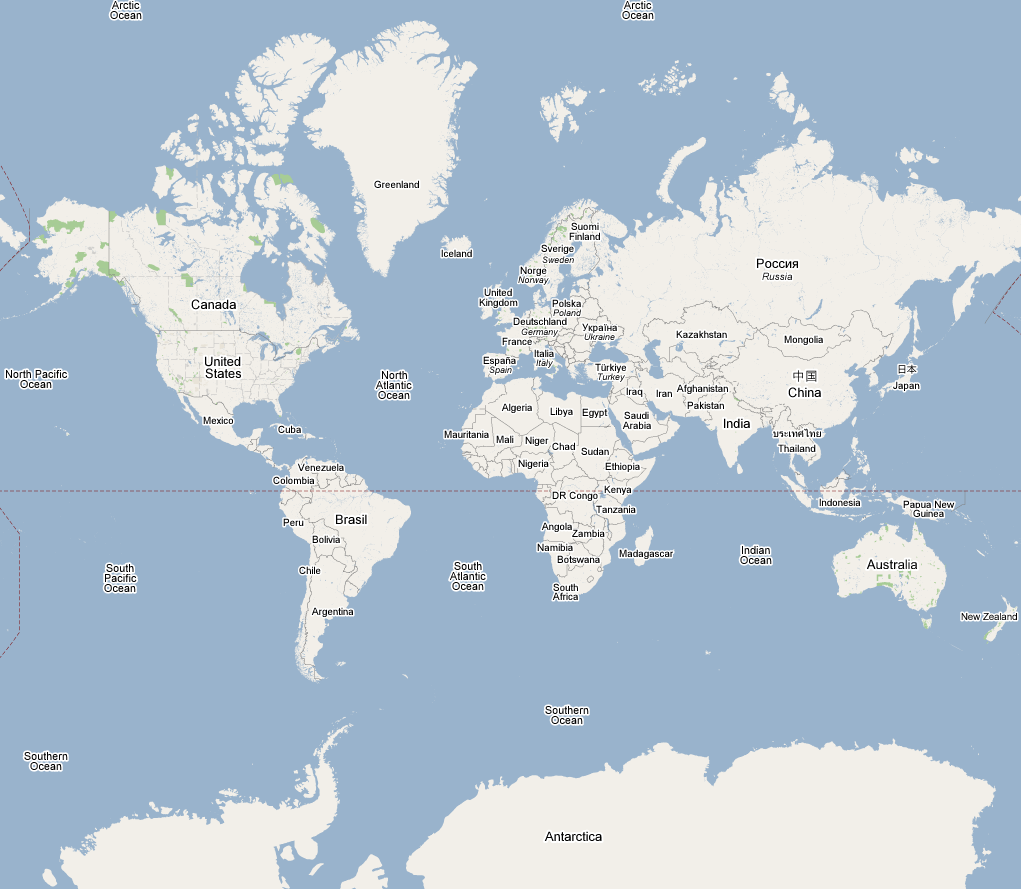 Arctic
Ocean
Arctic
Ocean
Greenland
Iceland
Suomi
Finland
Sverige
Sweden
Norge
Norway
Россия
Russia
United
Kingdom
Polska
Poland
Deutschland
Germany
Україна
Ukraine
France
Italia
Italy
España
Spain
Türkiye
Turkey
Kazakhstan
Mongolia
Canada
United
States
North Pacific
Ocean
North
Atlantic
Ocean
中国
China
日本
Japan
Iraq
Iran
Afghanistan
Pakistan
India
Saudi
Arabia
Algeria
Libya
Egypt
Mexico
Cuba
Mauritania
Mali
Niger
Chad
Sudan
Nigeria
Ethiopia
ประเทศไทย
Thailand
Venezuela
Colombia
DR Congo
Kenya
Tanzania
Indonesia
Papua New
Guinea
Peru
Brasil
Bolivia
Angola
Zambia
Namibia
Botswana
Madagascar
Indian
Ocean
Australia
South
Pacific
Ocean
Chile
South
Atlantic
Ocean
South
Africa
Argentina
New Zealand
Southern
Ocean
Southern
Ocean
Antarctica